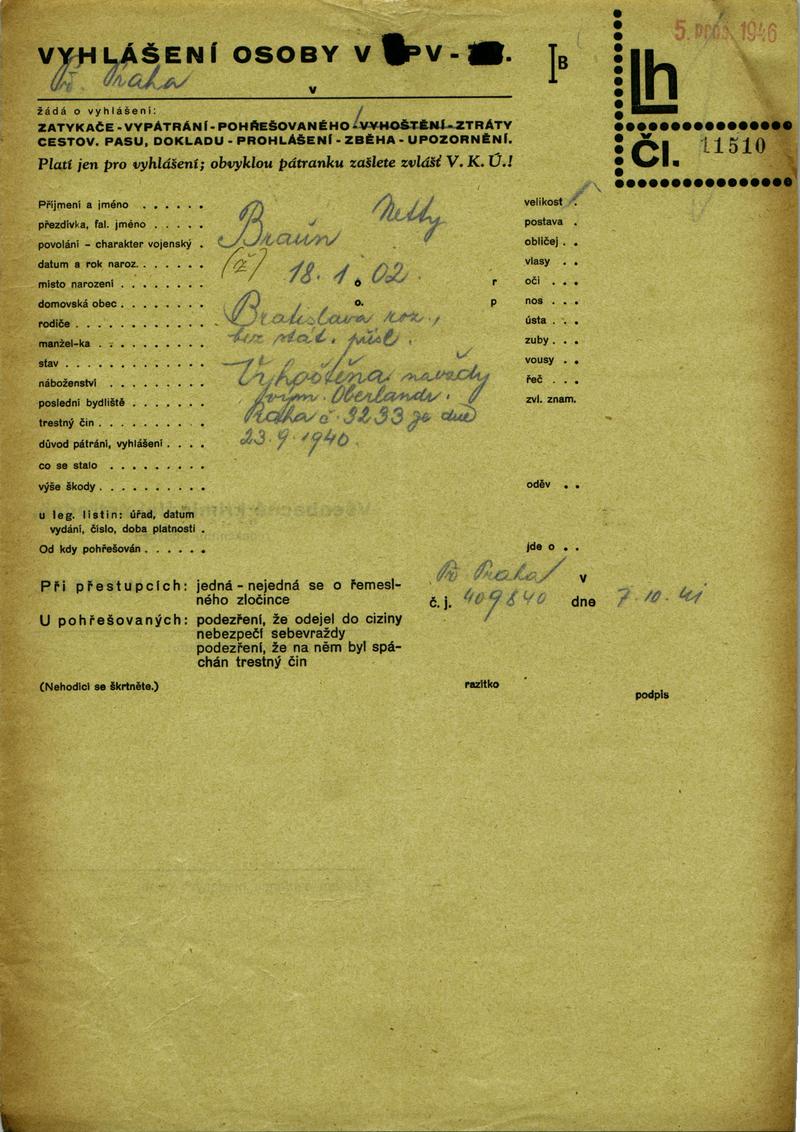 5. PROS. 1946
VYHLÁŠENÍ OSOBY V PV - .
IB
lh
Čl. 11510
Př Praha
v
žádá o vyhlášení:
ZATYKAČE - VYPÁTRÁNÍ - POHŘEŠOVANÉHO - VYHOŠTĚNÍ - ZTRÁTY
CESTOV. PASU, DOKLADU - PROHLÁŠENÍ - ZBĚHA - UPOZORNĚNÍ.
Platí jen pro vyhlášení; obvyklou pátranku zašlete zvlášť V. K. Ú.!
Příjmení a jméno . . . . . .
přezdívka, fal. jméno . . . . .
povolání – charakter vojenský .
datum a rok naroz. . . . . . .
místo narození . . . . . . . .
domovská obec . . . . . . . .
rodiče . . . . . . . . . . . .
manžel-ka . . . . . . . . . .
stav . . . . . . . . . . . . .
náboženství . . . . . . . . .
poslední bydliště . . . . . . .
trestný čin . . . . . . . . . .
důvod pátrání, vyhlášení . . . .
co se stalo . . . . . . . . .
výše škody . . . . . . . . . .
u leg. listin: úřad, datum
vydání, číslo, doba platnosti .
Od kdy pohřešován . . . . . .
Braun Netty
(ž) 18. 1. 02
o r
o. p
Bratislava roz.,
bez stát. přísl.
Vyhoštěna navždy
Oberlandr.
Praha č 3233 ze dne
23. 9. 1940.
velikost .
postava .
obličej . .
vlasy . .
oči . . .
nos . . .
ústa . . .
zuby . . .
vousy . .
řeč . . .
zvl. znam.
oděv . .
jde o . .
Při přestupcích: jedná - nejedná se o řemesl-
ného zločince
U pohřešovaných: podezření, že odejel do ciziny
nebezpečí sebevraždy
podezření, že na něm byl spá-
chán trestný čin
Př Praha v
č. j. 409840 dne 7. 10. 41
(Nehodící se škrtněte.)
razítko
podpis